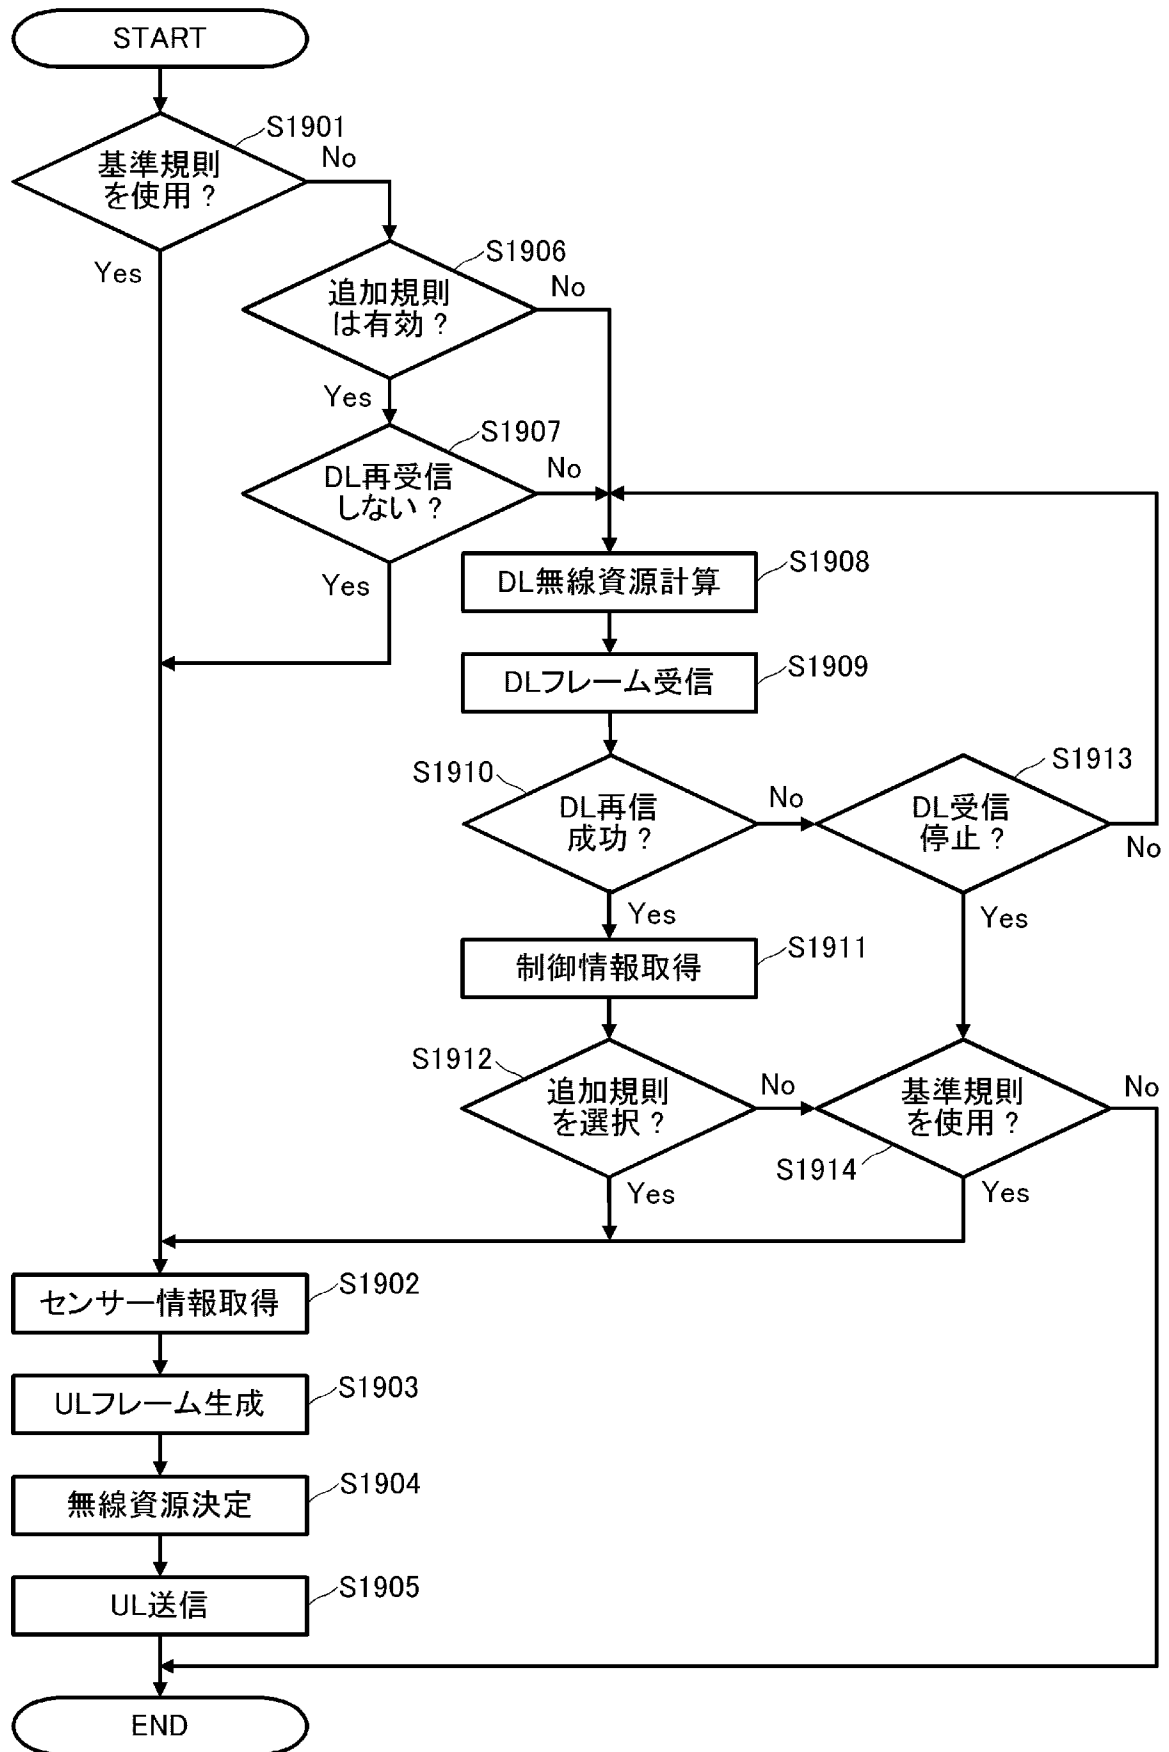 START
S1901
基準規則
を使用？
No
Yes
S1906
追加規則
は有効？
No
Yes
S1907
DL再受信
しない？
No
Yes
S1908
DL無線資源計算
S1909
DLフレーム受信
S1910
DL再信
成功？
No
Yes
S1913
DL受信
停止？
No
Yes
S1911
制御情報取得
S1912
追加規則
を選択？
No
Yes
基準規則
を使用？
S1914
No
Yes
S1902
センサー情報取得
S1903
ULフレーム生成
S1904
無線資源決定
S1905
UL送信
END